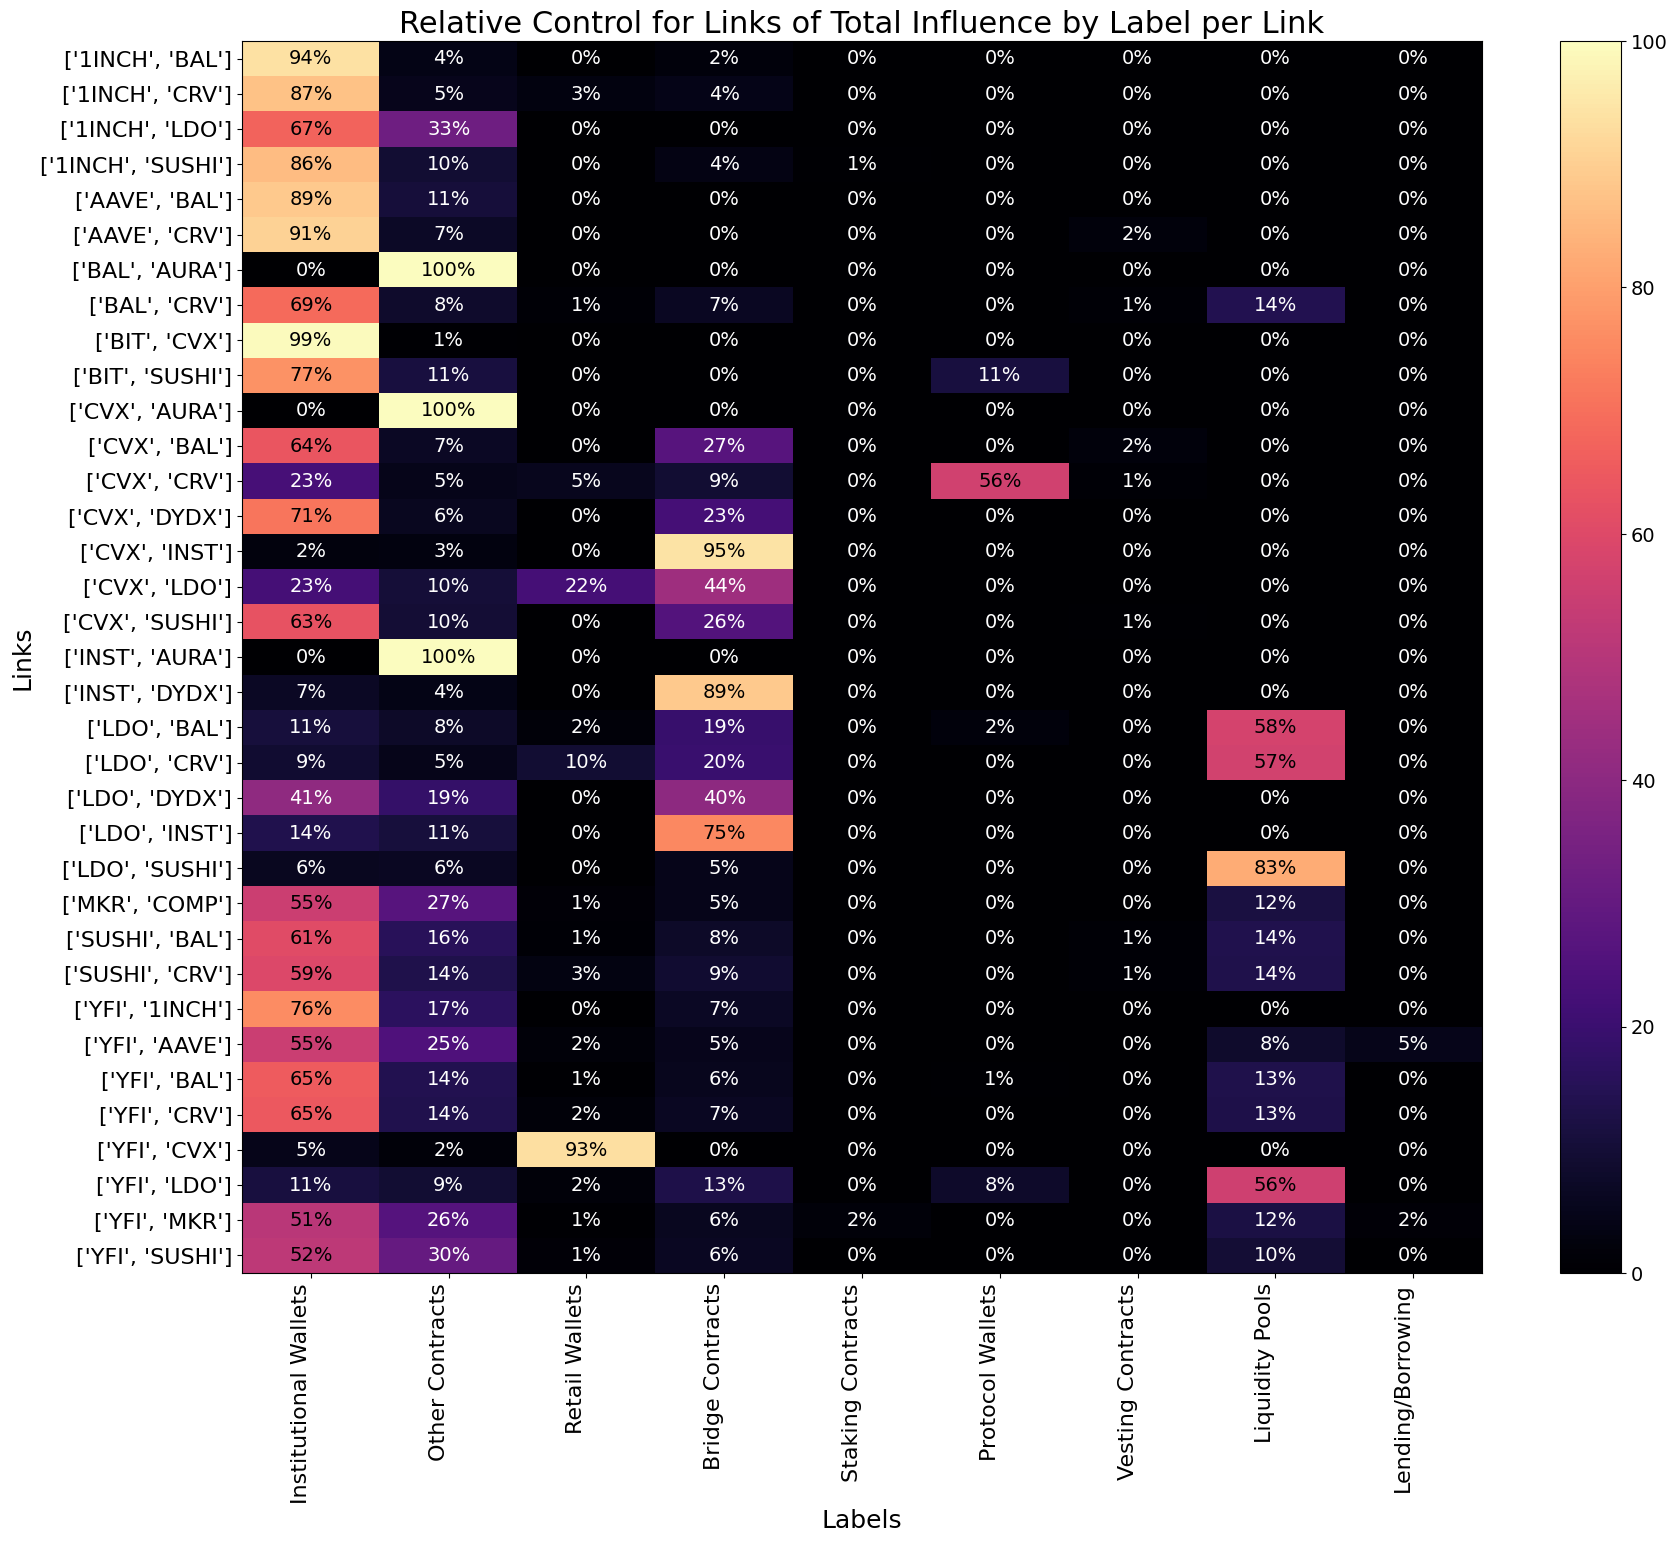 Relative Control for Links of Total Influence by Label per Link
['1INCH', 'BAL'] 94% 4% 0% 2% 0% 0% 0% 0% 0%
['1INCH', 'CRV'] 87% 5% 3% 4% 0% 0% 0% 0% 0%
['1INCH', 'LDO'] 67% 33% 0% 0% 0% 0% 0% 0% 0%
['1INCH', 'SUSHI'] 86% 10% 0% 4% 1% 0% 0% 0% 0%
['AAVE', 'BAL'] 89% 11% 0% 0% 0% 0% 0% 0% 0%
['AAVE', 'CRV'] 91% 7% 0% 0% 0% 0% 2% 0% 0%
['BAL', 'AURA'] 0% 100% 0% 0% 0% 0% 0% 0% 0%
['BAL', 'CRV'] 69% 8% 1% 7% 0% 0% 1% 14% 0%
['BIT', 'CVX'] 99% 1% 0% 0% 0% 0% 0% 0% 0%
['BIT', 'SUSHI'] 77% 11% 0% 0% 0% 11% 0% 0% 0%
['CVX', 'AURA'] 0% 100% 0% 0% 0% 0% 0% 0% 0%
['CVX', 'BAL'] 64% 7% 0% 27% 0% 0% 2% 0% 0%
['CVX', 'CRV'] 23% 5% 5% 9% 0% 56% 1% 0% 0%
['CVX', 'DYDX'] 71% 6% 0% 23% 0% 0% 0% 0% 0%
['CVX', 'INST'] 2% 3% 0% 95% 0% 0% 0% 0% 0%
['CVX', 'LDO'] 23% 10% 22% 44% 0% 0% 0% 0% 0%
['CVX', 'SUSHI'] 63% 10% 0% 26% 0% 0% 1% 0% 0%
['INST', 'AURA'] 0% 100% 0% 0% 0% 0% 0% 0% 0%
['INST', 'DYDX'] 7% 4% 0% 89% 0% 0% 0% 0% 0%
['LDO', 'BAL'] 11% 8% 2% 19% 0% 2% 0% 58% 0%
['LDO', 'CRV'] 9% 5% 10% 20% 0% 0% 0% 57% 0%
['LDO', 'DYDX'] 41% 19% 0% 40% 0% 0% 0% 0% 0%
['LDO', 'INST'] 14% 11% 0% 75% 0% 0% 0% 0% 0%
['LDO', 'SUSHI'] 6% 6% 0% 5% 0% 0% 0% 83% 0%
['MKR', 'COMP'] 55% 27% 1% 5% 0% 0% 0% 12% 0%
['SUSHI', 'BAL'] 61% 16% 1% 8% 0% 0% 1% 14% 0%
['SUSHI', 'CRV'] 59% 14% 3% 9% 0% 0% 1% 14% 0%
['YFI', '1INCH'] 76% 17% 0% 7% 0% 0% 0% 0% 0%
['YFI', 'AAVE'] 55% 25% 2% 5% 0% 0% 0% 8% 5%
['YFI', 'BAL'] 65% 14% 1% 6% 0% 1% 0% 13% 0%
['YFI', 'CRV'] 65% 14% 2% 7% 0% 0% 0% 13% 0%
['YFI', 'CVX'] 5% 2% 93% 0% 0% 0% 0% 0% 0%
['YFI', 'LDO'] 11% 9% 2% 13% 0% 8% 0% 56% 0%
['YFI', 'MKR'] 51% 26% 1% 6% 2% 0% 0% 12% 2%
['YFI', 'SUSHI'] 52% 30% 1% 6% 0% 0% 0% 10% 0%
Links
Institutional Wallets
Other Contracts
Retail Wallets
Bridge Contracts
Staking Contracts
Protocol Wallets
Vesting Contracts
Liquidity Pools
Lending/Borrowing
Labels
100
80
60
40
20
0